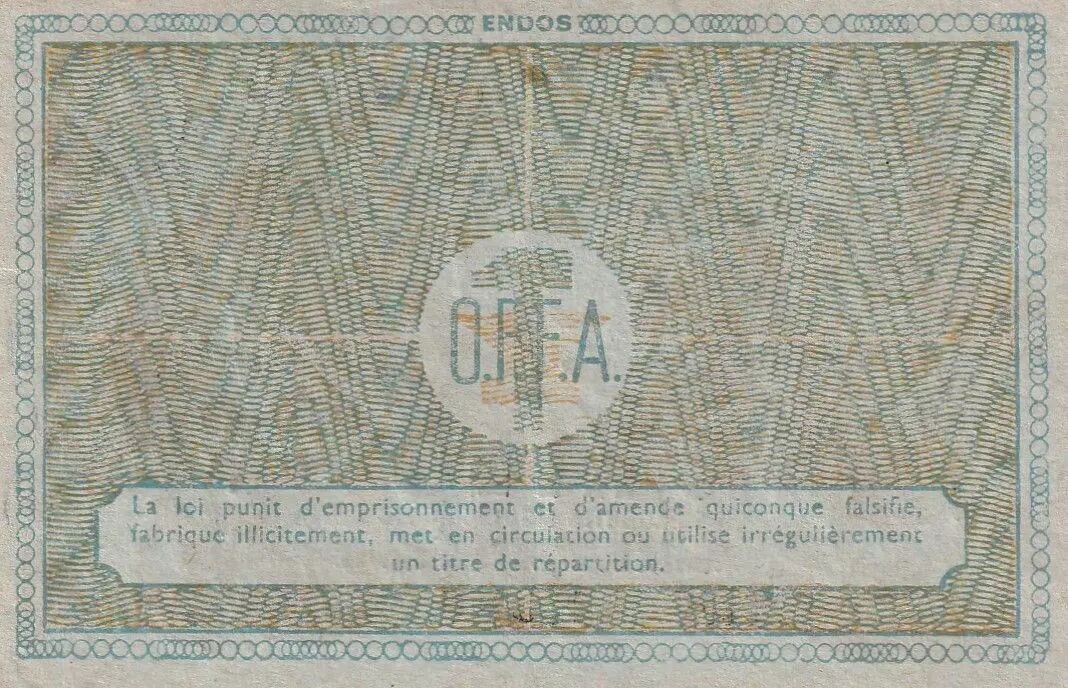 ENDOS
O.R.F.A.
La loi punit d'emprisonnement et d'amende quiconque falsifie,
fabrique illicitement, met en circulation ou utilise irrégulièrement
un titre de répartition.